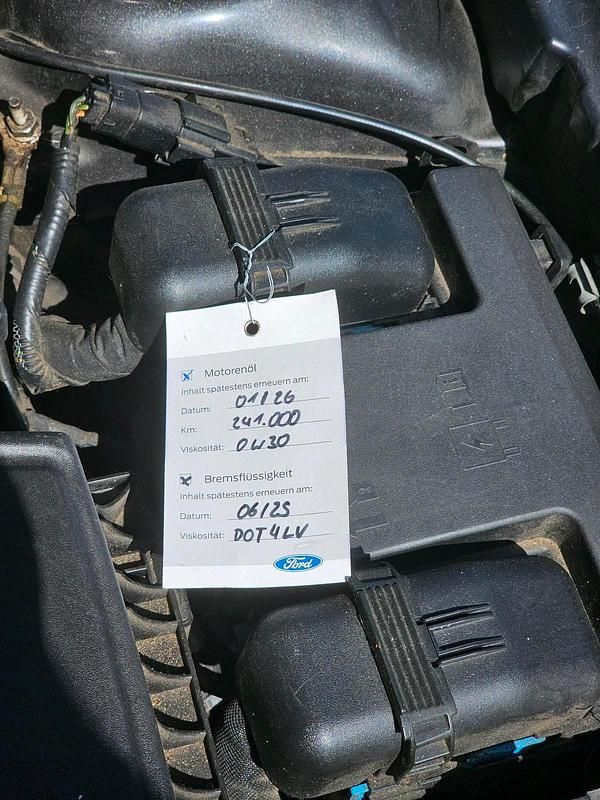 Motorenöl
Inhalt spätestens erneuern am:
Datum: 01/26
Km: 241.000
Viskosität: 0W30
Bremsflüssigkeit
Inhalt spätestens erneuern am:
Datum: 06/25
Viskosität: DOT4LV
Ford